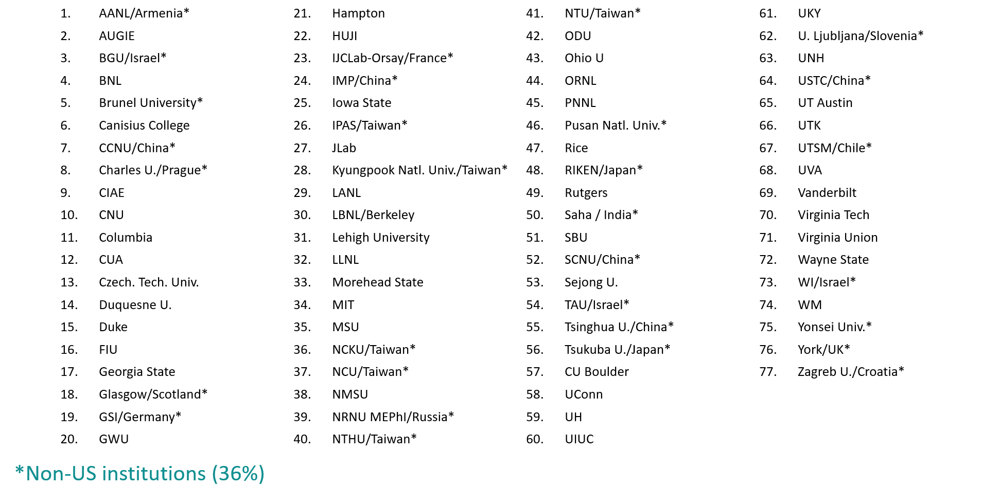 1. AANL/Armenia*
2. AUGIE
3. BGU/Israel*
4. BNL
5. Brunel University*
6. Canisius College
7. CCNU/China*
8. Charles U./Prague*
9. CIAE
10. CNU
11. Columbia
12. CUA
13. Czech. Tech. Univ.
14. Duquesne U.
15. Duke
16. FIU
17. Georgia State
18. Glasgow/Scotland*
19. GSI/Germany*
20. GWU
21. Hampton
22. HUJI
23. IJCLab-Orsay/France*
24. IMP/China*
25. Iowa State
26. IPAS/Taiwan*
27. JLab
28. Kyungpook Natl. Univ./Taiwan*
29. LANL
30. LBNL/Berkeley
31. Lehigh University
32. LLNL
33. Morehead State
34. MIT
35. MSU
36. NCKU/Taiwan*
37. NCU/Taiwan*
38. NMSU
39. NRNU MEPhI/Russia*
40. NTHU/Taiwan*
41. NTU/Taiwan*
42. ODU
43. Ohio U
44. ORNL
45. PNNL
46. Pusan Natl. Univ.*
47. Rice
48. RIKEN/Japan*
49. Rutgers
50. Saha / India*
51. SBU
52. SCNU/China*
53. Sejong U.
54. TAU/Israel*
55. Tsinghua U./China*
56. Tsukuba U./Japan*
57. CU Boulder
58. UConn
59. UH
60. UIUC
61. UKY
62. U. Ljubljana/Slovenia*
63. UNH
64. USTC/China*
65. UT Austin
66. UTK
67. UTSM/Chile*
68. UVA
69. Vanderbilt
70. Virginia Tech
71. Virginia Union
72. Wayne State
73. WI/Israel*
74. WM
75. Yonsei Univ.*
76. York/UK*
77. Zagreb U./Croatia*
*Non-US institutions (36%)